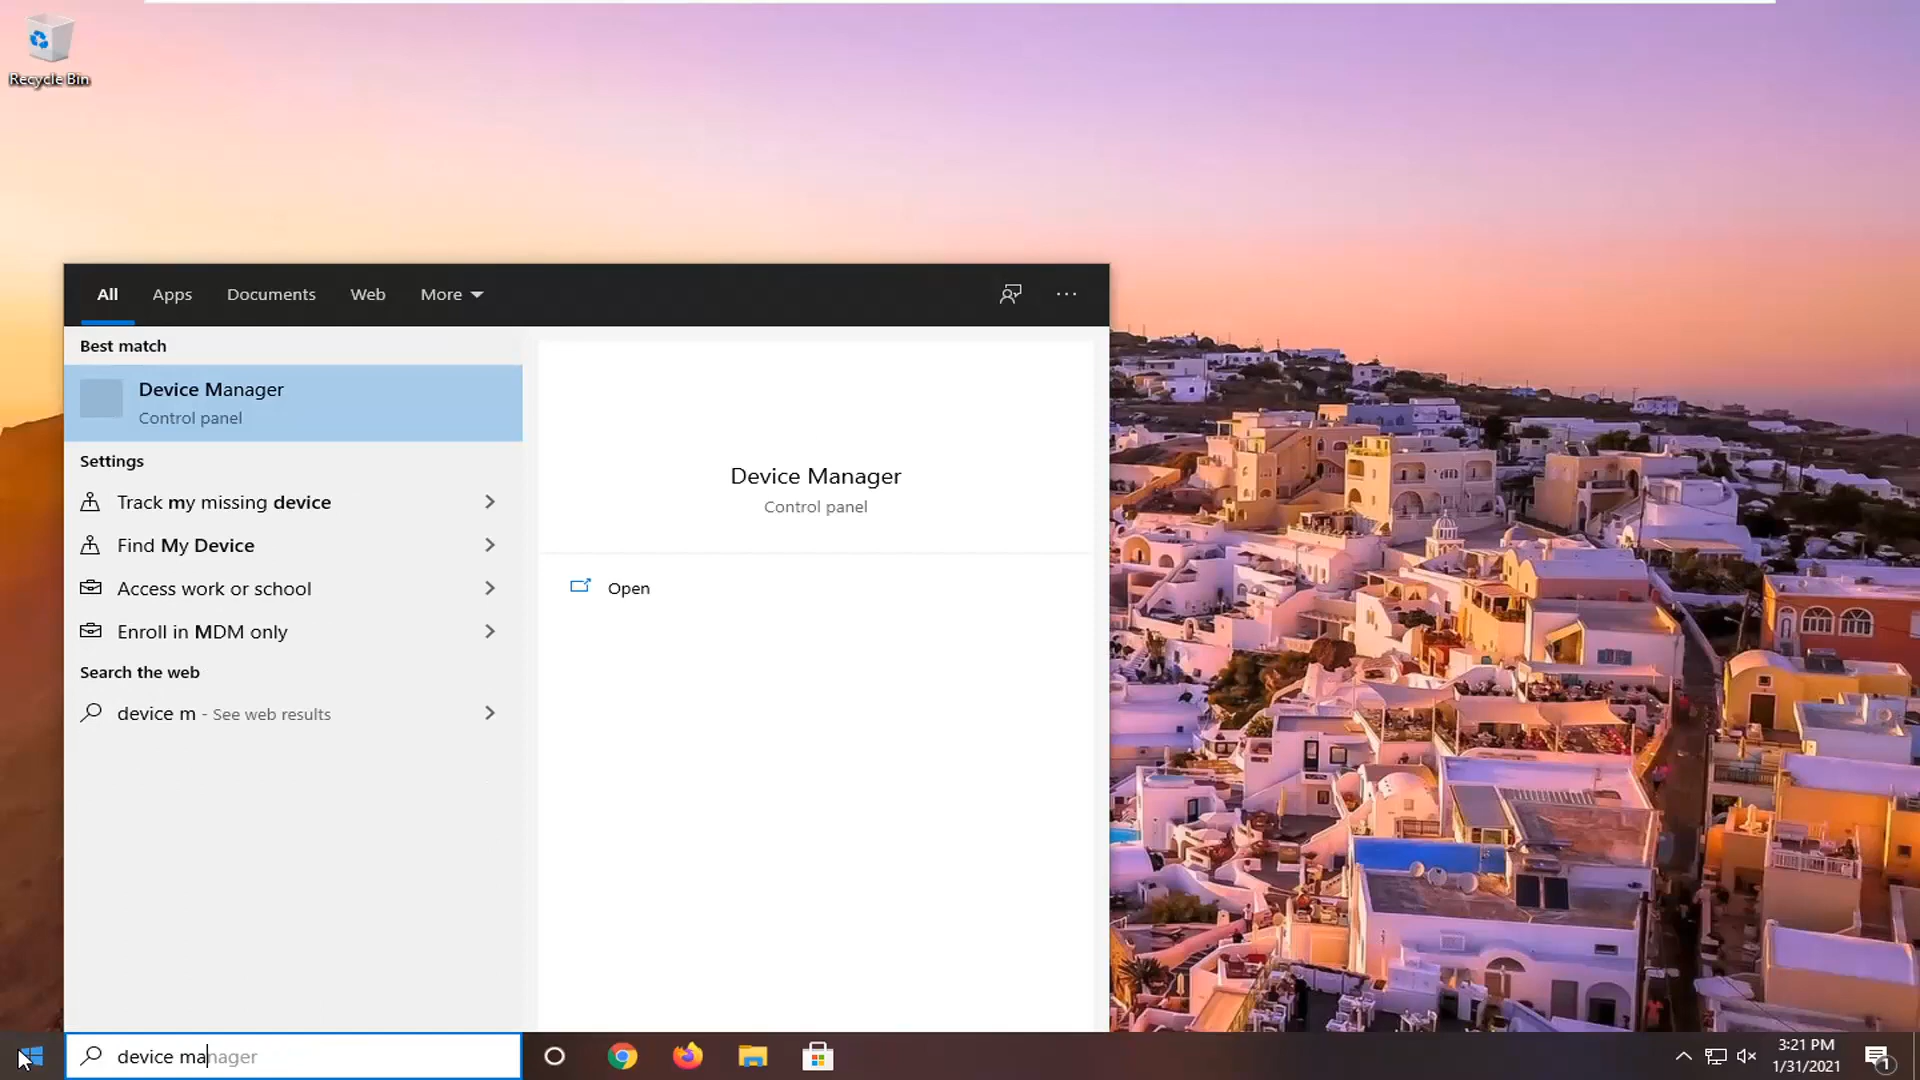 Recycle Bin
All Apps Documents Web More
Best match
Device Manager
Control panel
Settings
Track my missing device
Find My Device
Access work or school
Enroll in MDM only
Search the web
device m - See web results
Device Manager
Control panel
Open
device manager
3:21 PM
1/31/2021
1